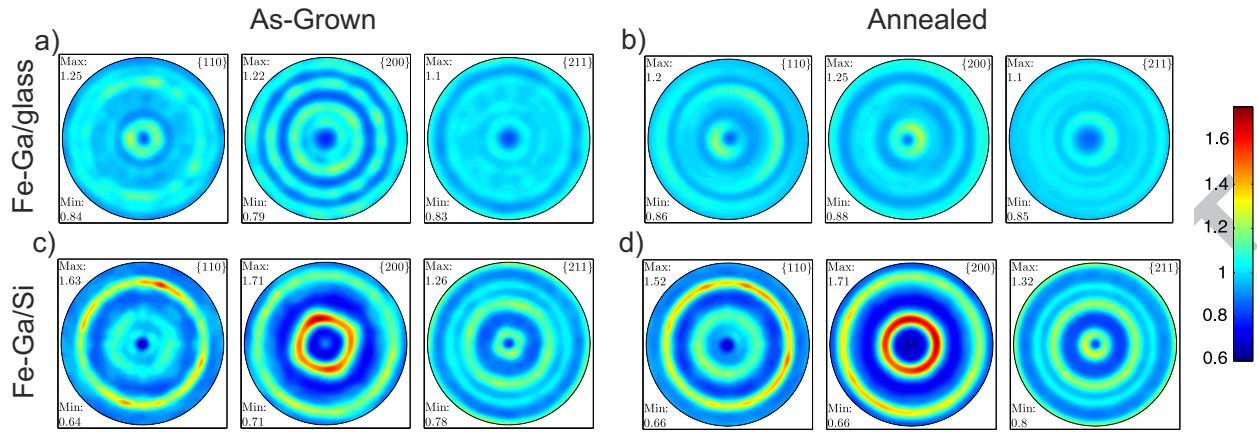 As-Grown
Annealed
Fe-Ga/glass
a)
Max:
1.25
{110}
Min:
0.84
Max:
1.22
{200}
Min:
0.79
Max:
1.1
{211}
Min:
0.83
b)
Max:
1.2
{110}
Min:
0.86
Max:
1.25
{200}
Min:
0.88
Max:
1.1
{211}
Min:
0.85
Fe-Ga/Si
c)
Max:
1.63
{110}
Min:
0.64
Max:
1.71
{200}
Min:
0.71
Max:
1.26
{211}
Min:
0.78
d)
Max:
1.52
{110}
Min:
0.66
Max:
1.71
{200}
Min:
0.66
Max:
1.32
{211}
Min:
0.8
1.6
1.4
1.2
1
0.8
0.6